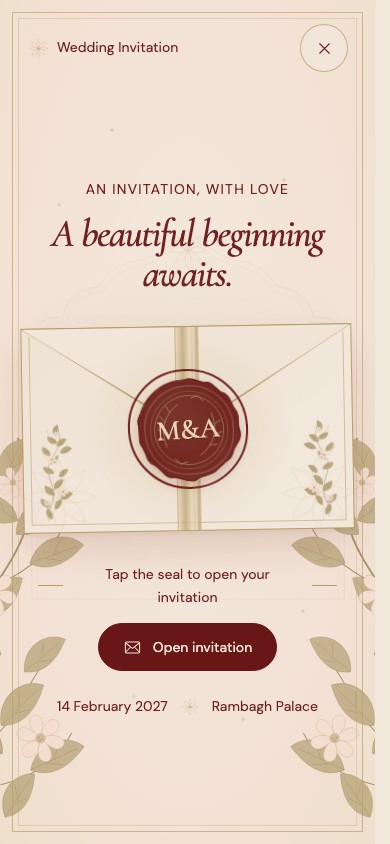 Wedding Invitation
AN INVITATION, WITH LOVE
A beautiful beginning
awaits.
M&A
Tap the seal to open your
invitation
Open invitation
14 February 2027 Rambagh Palace